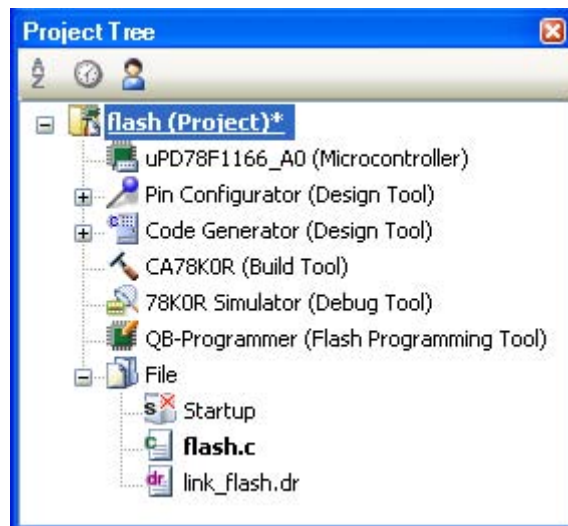 Project Tree
flash (Project)*
uPD78F1166_A0 (Microcontroller)
Pin Configurator (Design Tool)
Code Generator (Design Tool)
CA78K0R (Build Tool)
78K0R Simulator (Debug Tool)
QB-Programmer (Flash Programming Tool)
File
Startup
flash.c
link_flash.dr